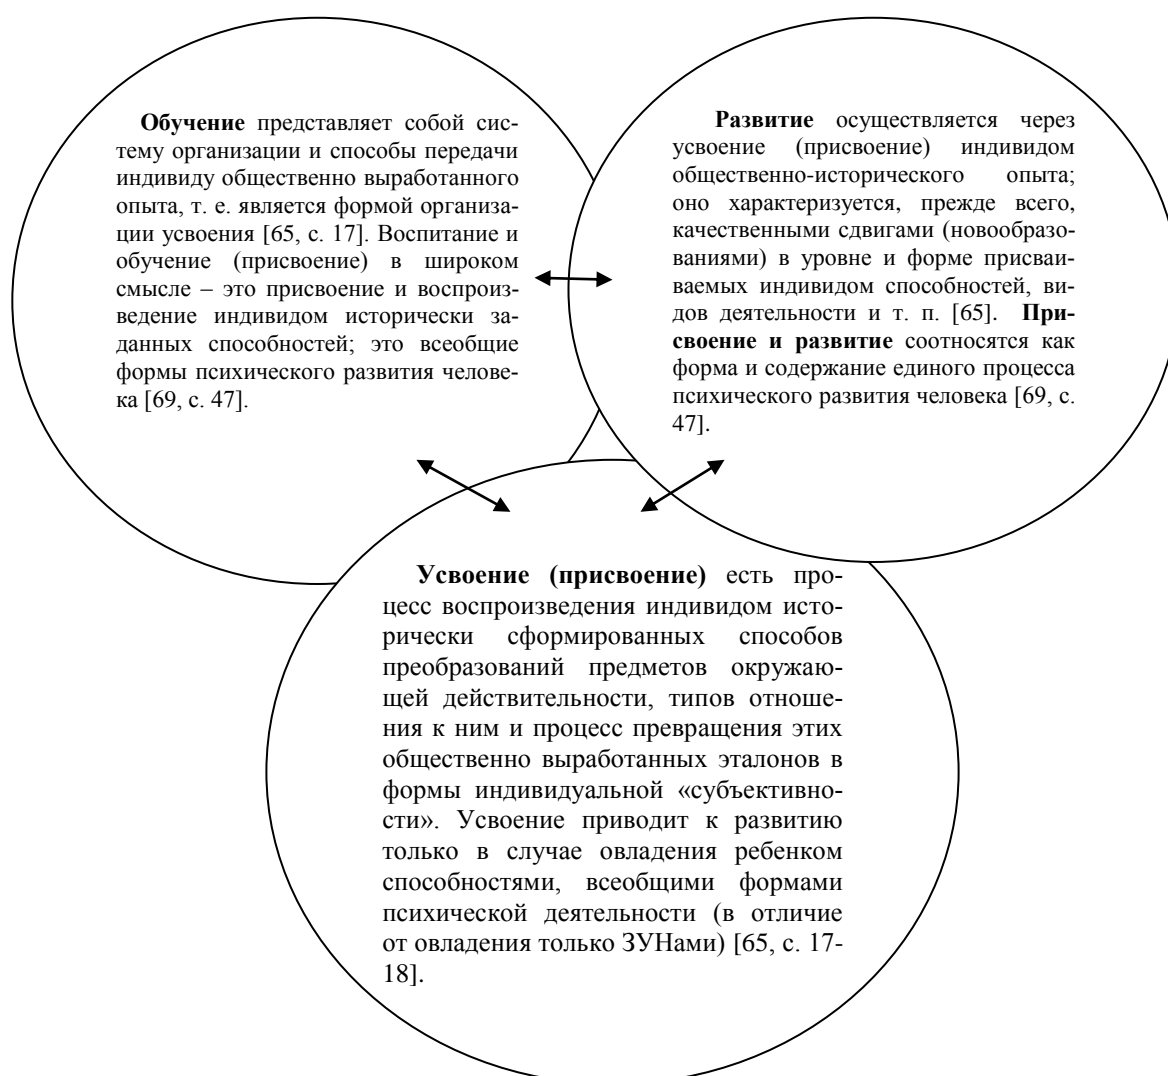 Обучение представляет собой сис-
тему организации и способы передачи
индивиду общественно выработанного
опыта, т. е. является формой организа-
ции усвоения [65, с. 17]. Воспитание и
обучение (присвоение) в широком
смысле – это присвоение и воспроиз-
ведение индивидом исторически за-
данных способностей; это всеобщие
формы психического развития челове-
ка [69, с. 47].
Развитие осуществляется через
усвоение (присвоение) индивидом
общественно-исторического опыта;
оно характеризуется, прежде всего,
качественными сдвигами (новообразо-
ваниями) в уровне и форме присваи-
ваемых индивидом способностей, ви-
дов деятельности и т. п. [65]. При-
своение и развитие соотносятся как
форма и содержание единого процесса
психического развития человека [69, с.
47].
Усвоение (присвоение) есть про-
цесс воспроизведения индивидом исто-
рически сформированных способов
преобразований предметов окружаю-
щей действительности, типов отноше-
ния к ним и процесс превращения этих
общественно выработанных эталонов в
формы индивидуальной «субъективно-
сти». Усвоение приводит к развитию
только в случае овладения ребенком
способностями, всеобщими формами
психической деятельности (в отличие
от овладения только ЗУНами) [65, с. 17-
18].